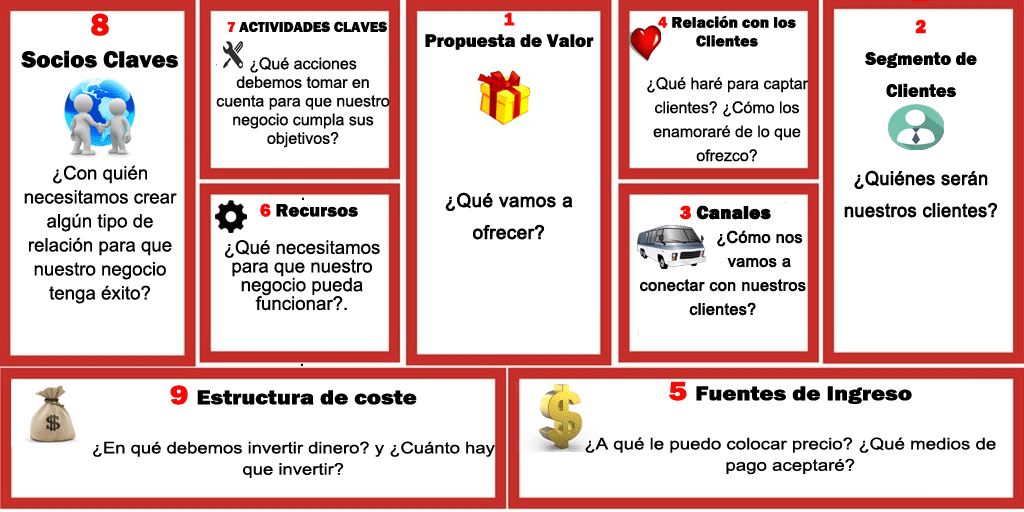 8
Socios Claves
¿Con quién
necesitamos crear
algún tipo de
relación para que
nuestro negocio
tenga éxito?
7 ACTIVIDADES CLAVES
¿Qué acciones
debemos tomar en
cuenta para que nuestro
negocio cumpla sus
objetivos?
6 Recursos
¿Qué necesitamos
para que nuestro
negocio pueda
funcionar?.
1
Propuesta de Valor
¿Qué vamos a
ofrecer?
4 Relación con los
Clientes
¿Qué haré para captar
clientes? ¿Cómo los
enamoraré de lo que
ofrezco?
3 Canales
¿Cómo nos
vamos a
conectar con nuestros
clientes?
2
Segmento de
Clientes
¿Quiénes serán
nuestros clientes?
9 Estructura de coste
$
¿En qué debemos invertir dinero? y ¿Cuánto hay
que invertir?
5 Fuentes de Ingreso
$
¿A qué le puedo colocar precio? ¿Qué medios de
pago aceptaré?